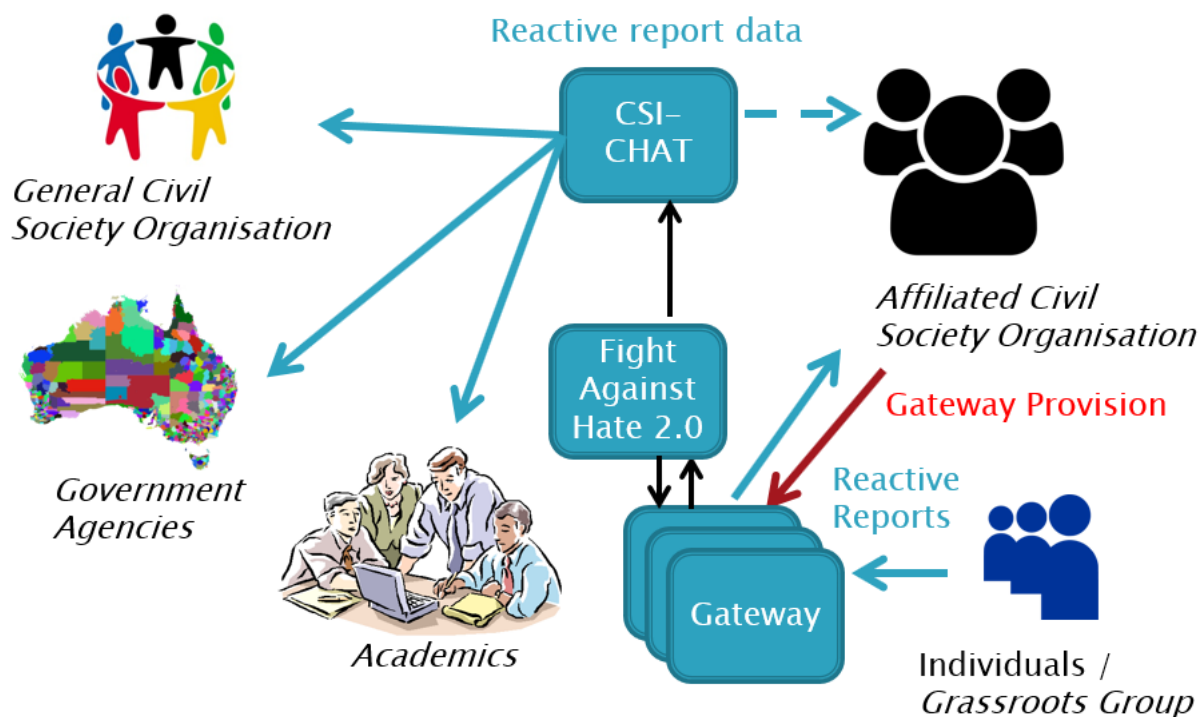 Reactive report data
CSI-
CHAT
General Civil
Society Organisation
Affiliated Civil
Society Organisation
Fight
Against
Hate 2.0
Gateway Provision
Government
Agencies
Reactive
Reports
Gateway
Academics
Individuals /
Grassroots Group